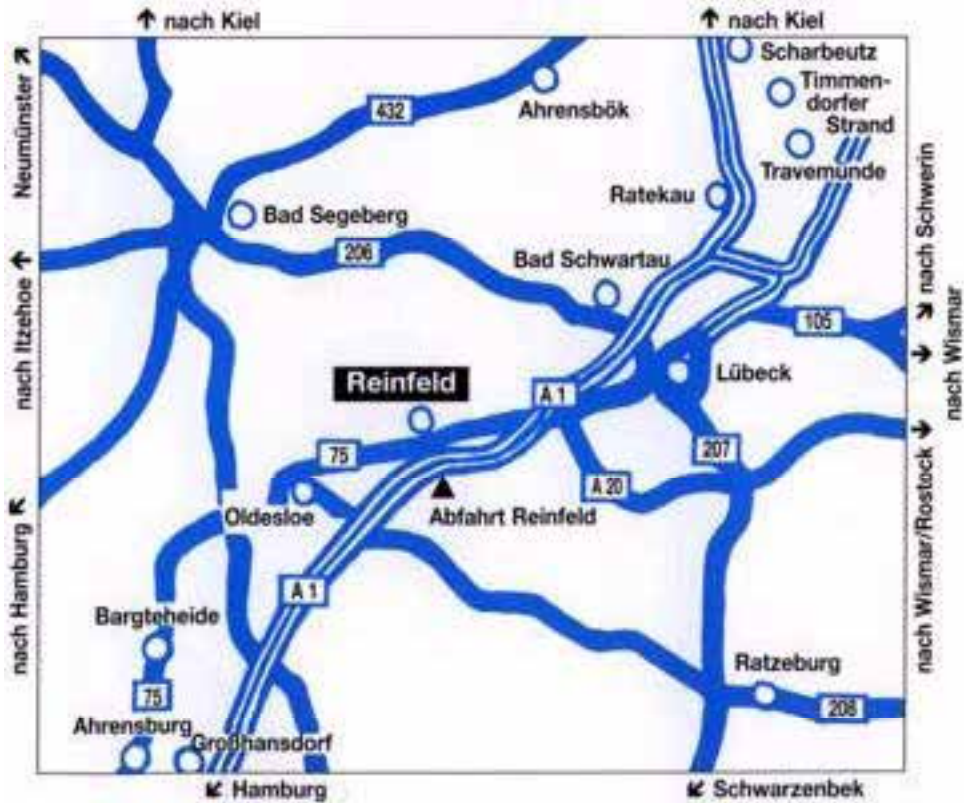 nach Kiel
nach Kiel
Scharbeutz
Timmen-
dorfer
Strand
Neumünster
432
Ahrensbök
Travemünde
Ratekau
Bad Segeberg
nach Schwerin
206
Bad Schwartau
nach Itzehoe
105
nach Wismar
Reinfeld
A 1
Lübeck
75
207
A 20
Oldesloe
Abfahrt Reinfeld
nach Hamburg
nach Wismar/Rostock
A 1
Bargteheide
Ratzeburg
75
208
Ahrensburg
Großhansdorf
Hamburg
Schwarzenbek